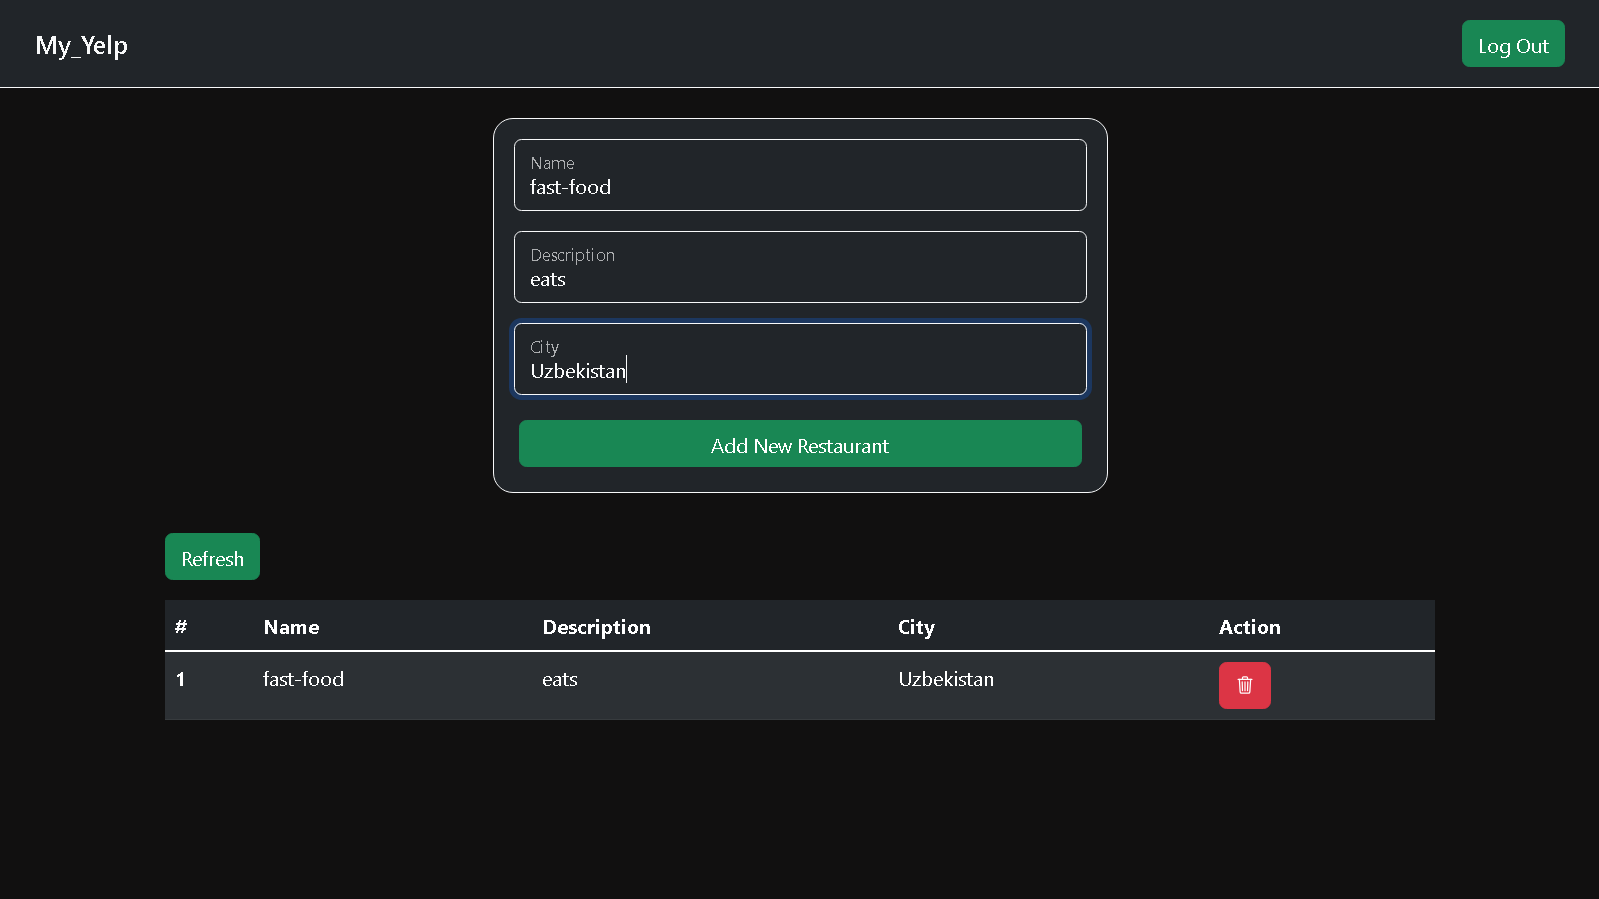 My_Yelp
Log Out
Name
fast-food
Description
eats
City
Uzbekistan
Add New Restaurant
Refresh
# Name Description City Action
1 fast-food eats Uzbekistan